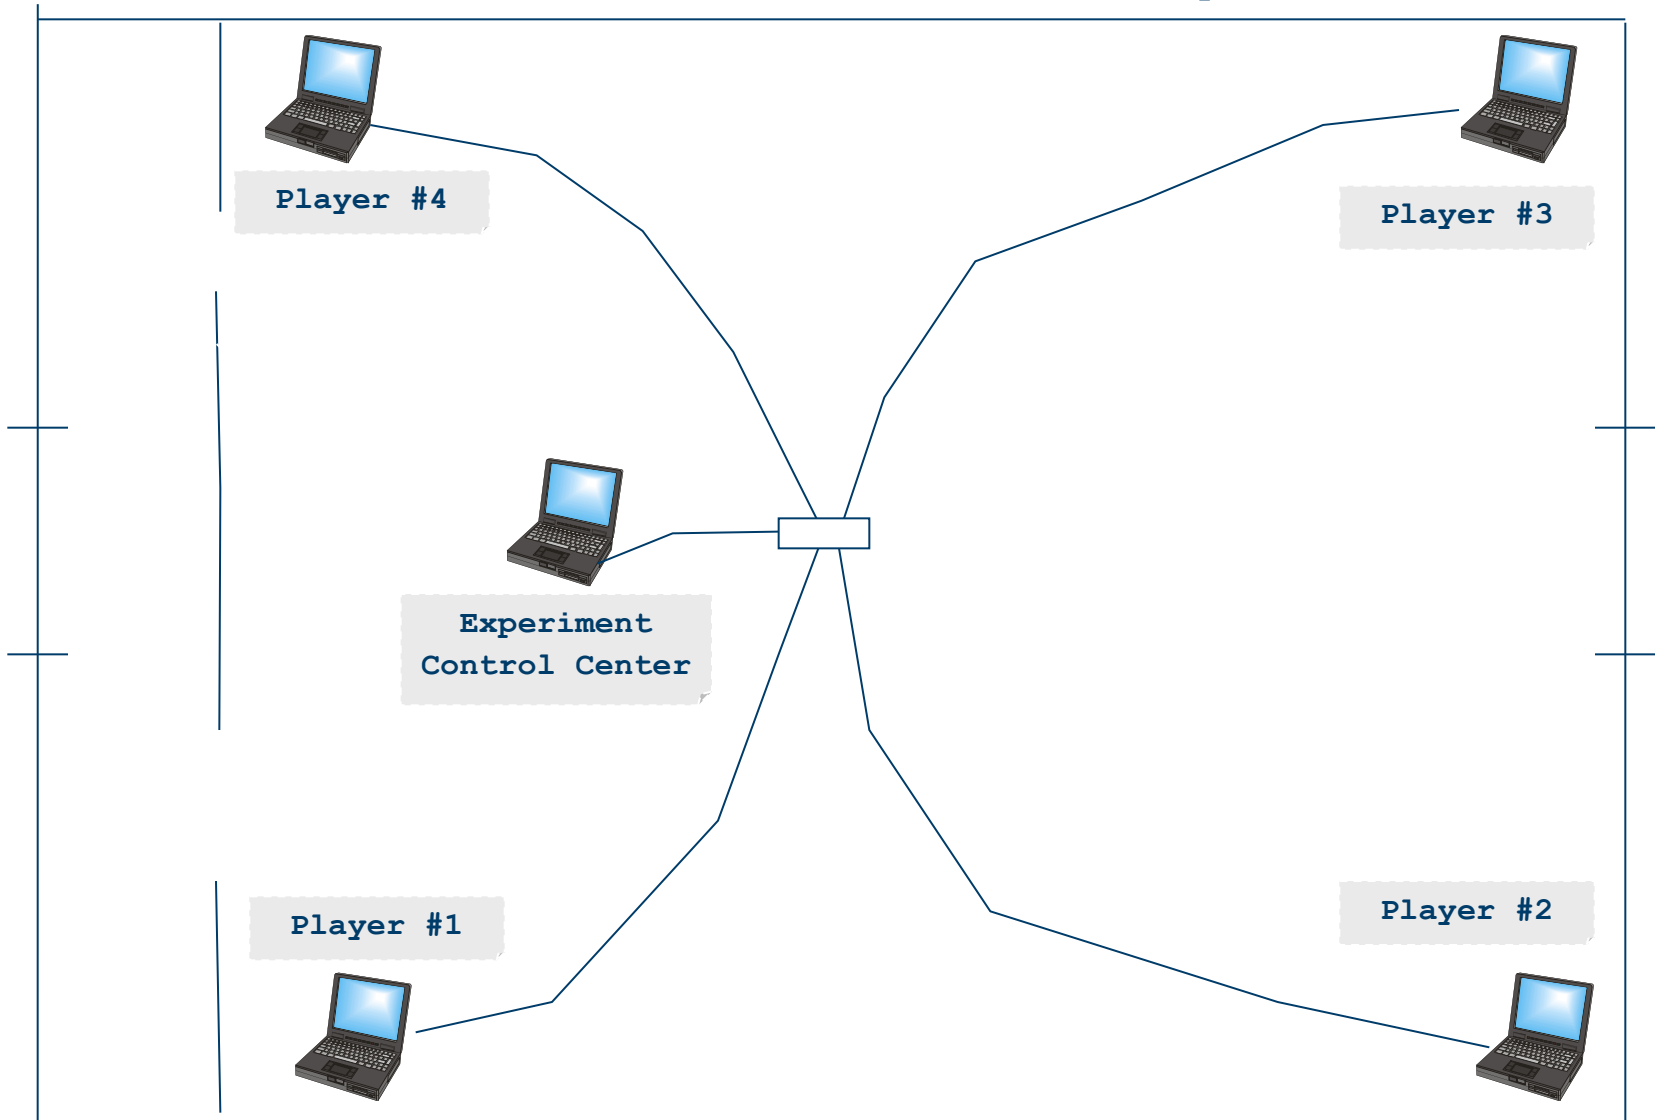 Player #4
Player #3
Experiment
Control Center
Player #1
Player #2